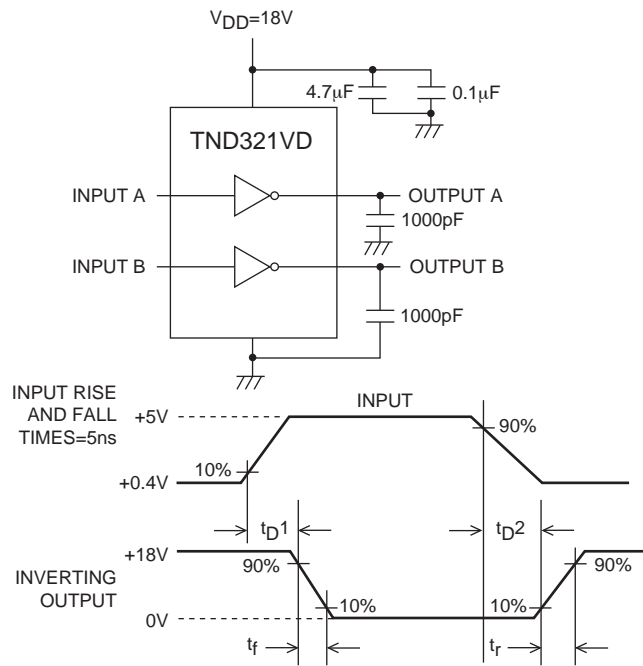 V_DD=18V
4.7μF
0.1μF
TND321VD
INPUT A
OUTPUT A
1000pF
INPUT B
OUTPUT B
1000pF
INPUT RISE
AND FALL
TIMES=5ns
+5V
INPUT
90%
10%
+0.4V
t_D1
t_D2
+18V
90%
90%
INVERTING
OUTPUT
10%
10%
0V
t_f
t_r